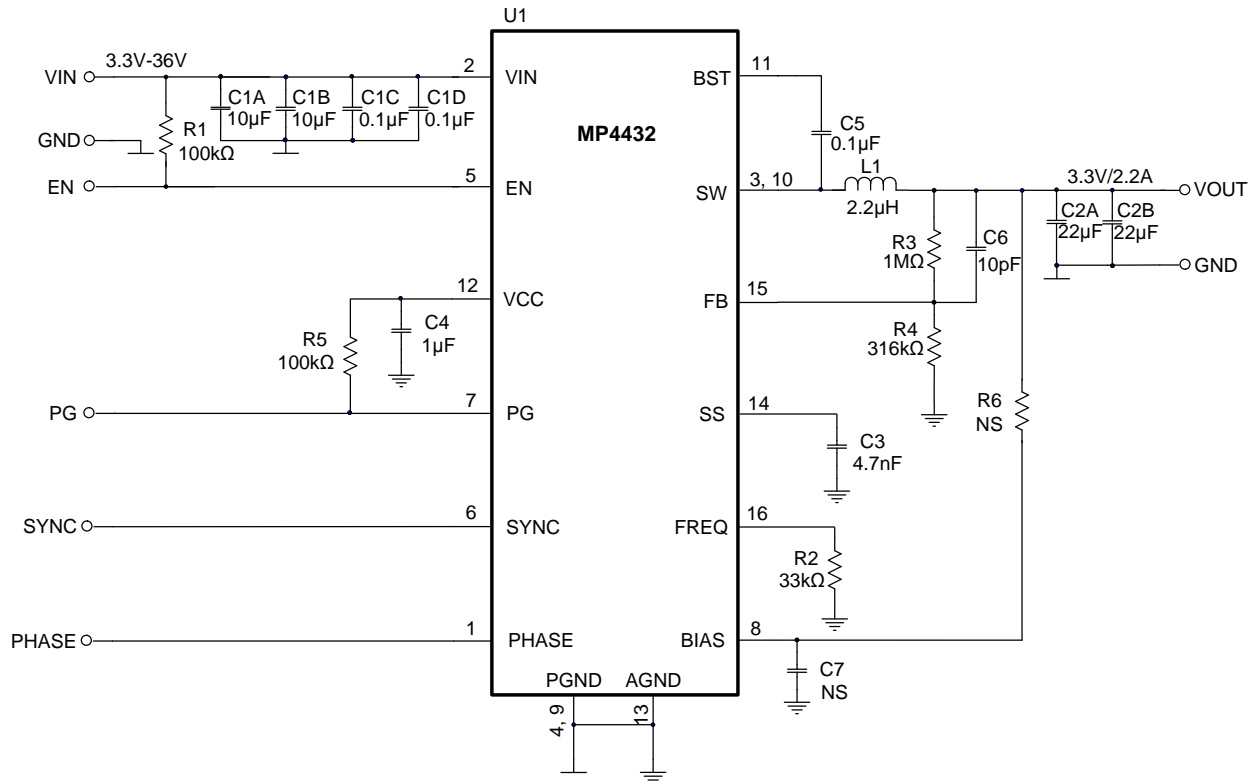 U1
3.3V-36V
VIN
2
VIN
C1A
10µF
C1B
10µF
C1C
0.1µF
C1D
0.1µF
GND
R1
100kΩ
EN
5
EN
MP4432
BST
11
C5
0.1µF
L1
2.2µH
SW
3, 10
3.3V/2.2A
VOUT
C2A
22µF
C2B
22µF
GND
R3
1MΩ
C6
10pF
FB
15
R4
316kΩ
12
VCC
C4
1µF
R5
100kΩ
PG
7
PG
SS
14
C3
4.7nF
R6
NS
SYNC
6
SYNC
FREQ
16
R2
33kΩ
PHASE
1
PHASE
BIAS
8
C7
NS
PGND
AGND
4, 9
13